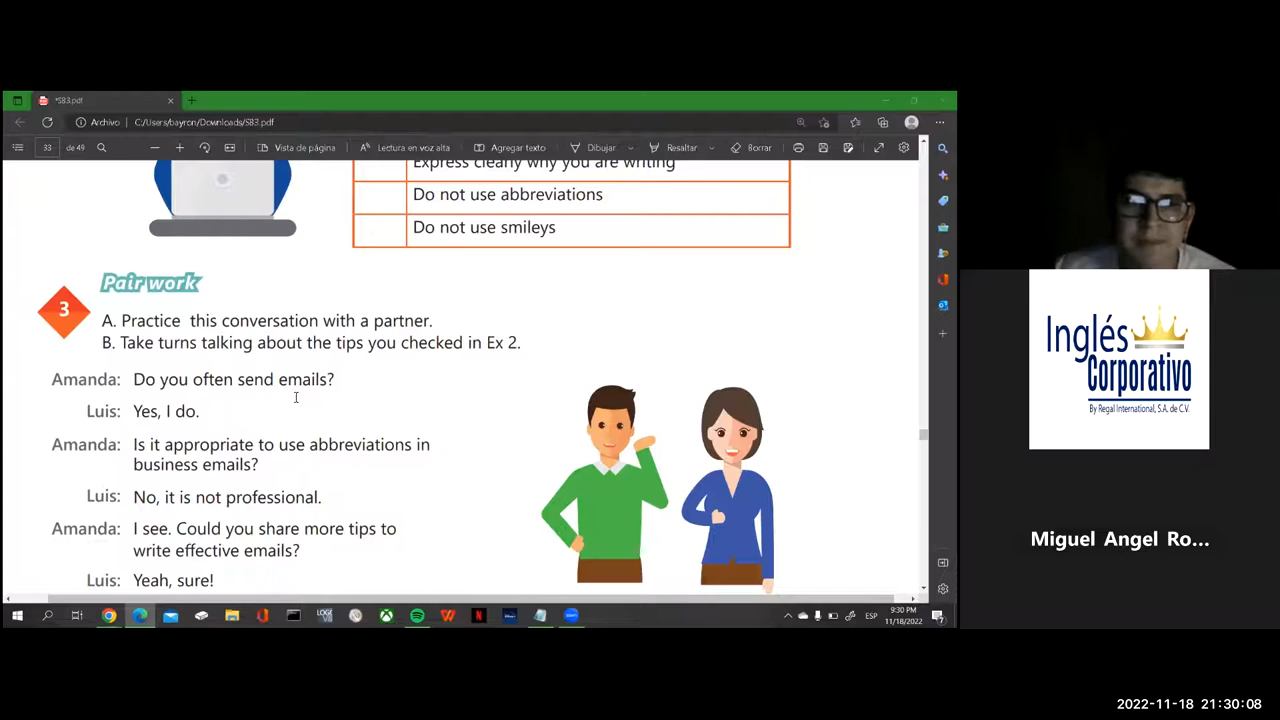 *SB3.pdf
Archivo C:/Users/bayron/Downloads/SB3.pdf
33 de 49 Vista de página Lectura en voz alta Agregar texto Dibujar Resaltar Borrar
Express clearly why you are writing
Do not use abbreviations
Do not use smileys
Pair work
3
A. Practice this conversation with a partner.
B. Take turns talking about the tips you checked in Ex 2.
Amanda: Do you often send emails?
Luis: Yes, I do.
Amanda: Is it appropriate to use abbreviations in
business emails?
Luis: No, it is not professional.
Amanda: I see. Could you share more tips to
write effective emails?
Luis: Yeah, sure!
Inglés
Corporativo
By Regal International, S.A. de C.V.
Miguel Angel Ro...
ESP
9:30 PM
11/18/2022
2022-11-18 21:30:08